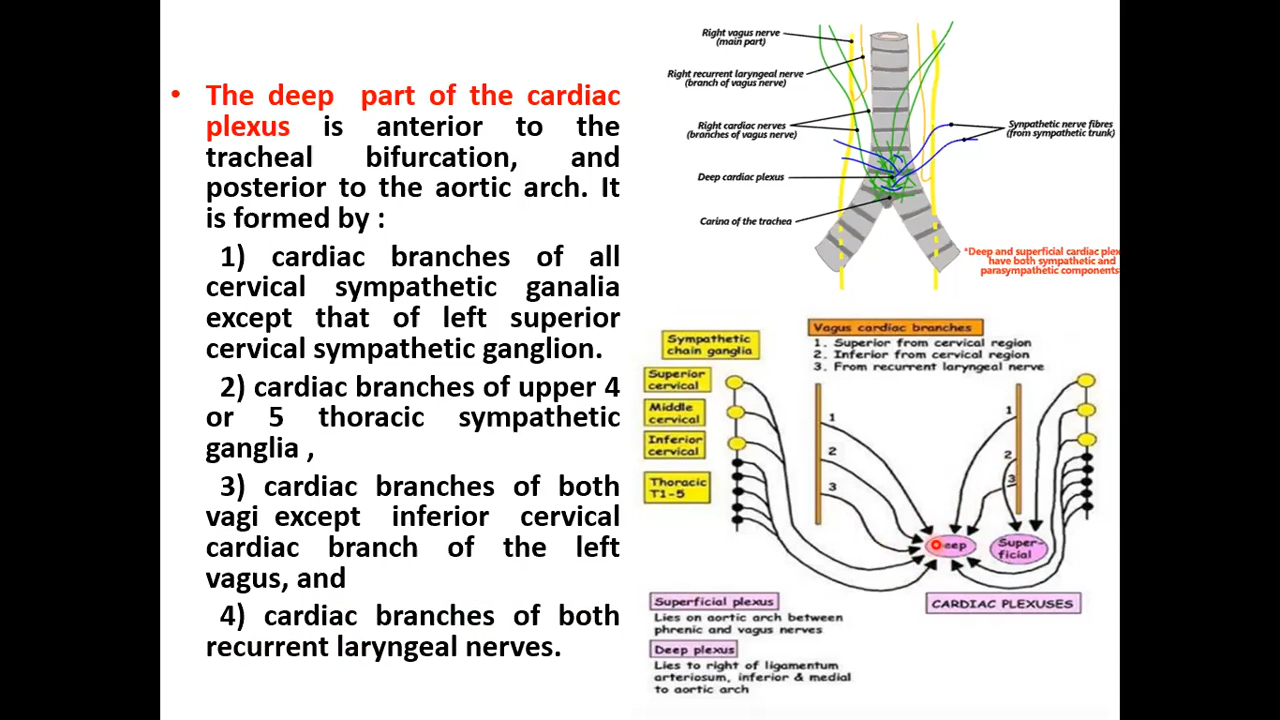 • The deep part of the cardiac
plexus is anterior to the
tracheal bifurcation, and
posterior to the aortic arch. It
is formed by :
1) cardiac branches of all
cervical sympathetic ganalia
except that of left superior
cervical sympathetic ganglion.
2) cardiac branches of upper 4
or 5 thoracic sympathetic
ganglia ,
3) cardiac branches of both
vagi except inferior cervical
cardiac branch of the left
vagus, and
4) cardiac branches of both
recurrent laryngeal nerves.
Right vagus nerve
(main part)
Right recurrent laryngeal nerve
(branch of vagus nerve)
Right cardiac nerves
(branches of vagus nerve)
Deep cardiac plexus
Carina of the trachea
Sympathetic nerve fibres
(from sympathetic trunk)
*Deep and superficial cardiac plex
have both sympathetic and
parasympathetic components
Sympathetic
chain ganglia
Superior
cervical
Middle
cervical
Inferior
cervical
Thoracic
T1-5
Vagus cardiac branches
1. Superior from cervical region
2. Inferior from cervical region
3. From recurrent laryngeal nerve
1
2
3
1
2
3
Deep
Super-
ficial
CARDIAC PLEXUSES
Superficial plexus
Lies on aortic arch between
phrenic and vagus nerves
Deep plexus
Lies to right of ligamentum
arteriosum, inferior & medial
to aortic arch